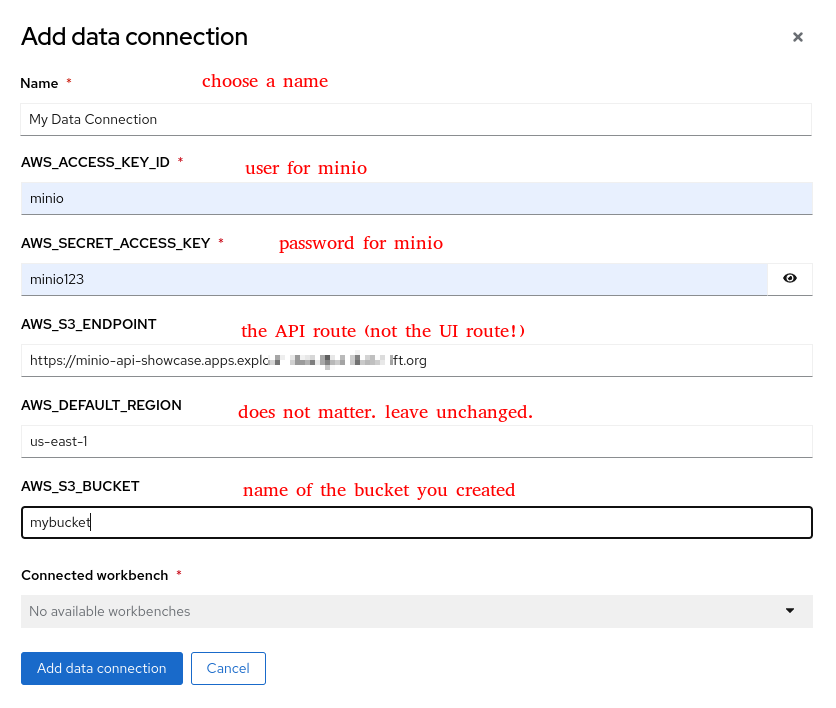 Add data connection
Name * choose a name
My Data Connection
AWS_ACCESS_KEY_ID * user for minio
minio
AWS_SECRET_ACCESS_KEY * password for minio
minio123
AWS_S3_ENDPOINT the API route (not the UI route!)
https://minio-api-showcase.apps.explo lft.org
AWS_DEFAULT_REGION does not matter. leave unchanged.
us-east-1
AWS_S3_BUCKET name of the bucket you created
mybucket
Connected workbench *
No available workbenches
Add data connection Cancel